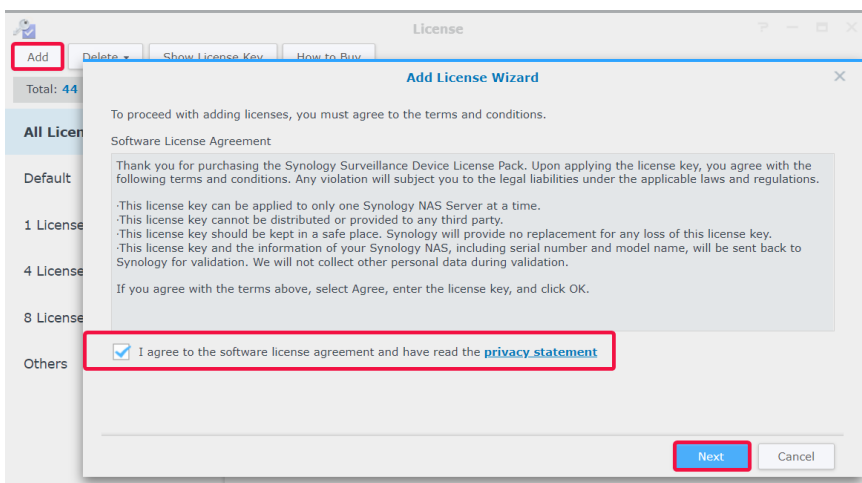 License
Add Delete Show License Key How to Buy
Total: 44
Add License Wizard
To proceed with adding licenses, you must agree to the terms and conditions.
All Licen
Software License Agreement
Thank you for purchasing the Synology Surveillance Device License Pack. Upon applying the license key, you agree with the
following terms and conditions. Any violation will subject you to the legal liabilities under the applicable laws and regulations.
Default
·This license key can be applied to only one Synology NAS Server at a time.
·This license key cannot be distributed or provided to any third party.
1 License
·This license key should be kept in a safe place. Synology will provide no replacement for any loss of this license key.
·This license key and the information of your Synology NAS, including serial number and model name, will be sent back to
Synology for validation. We will not collect other personal data during validation.
4 License
If you agree with the terms above, select Agree, enter the license key, and click OK.
8 License
I agree to the software license agreement and have read the privacy statement
Others
Next Cancel